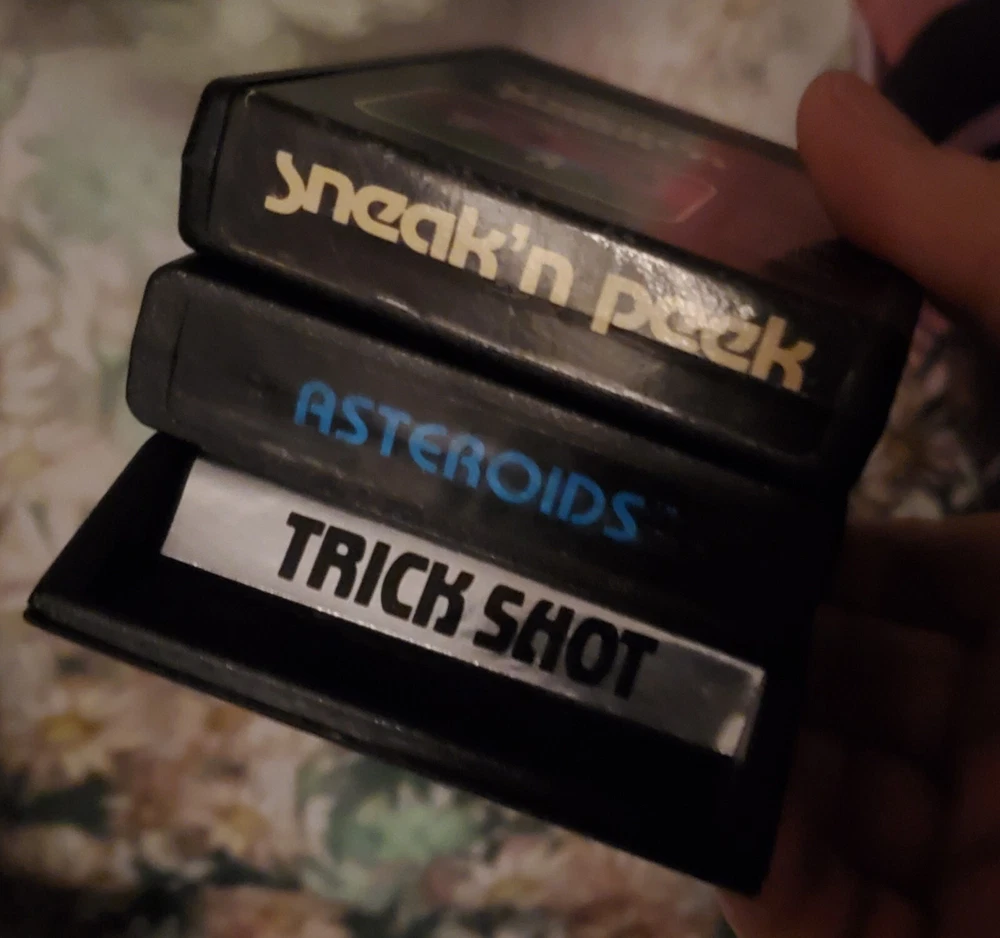 sneak'n peek
ASTEROIDS
TRICK SHOT